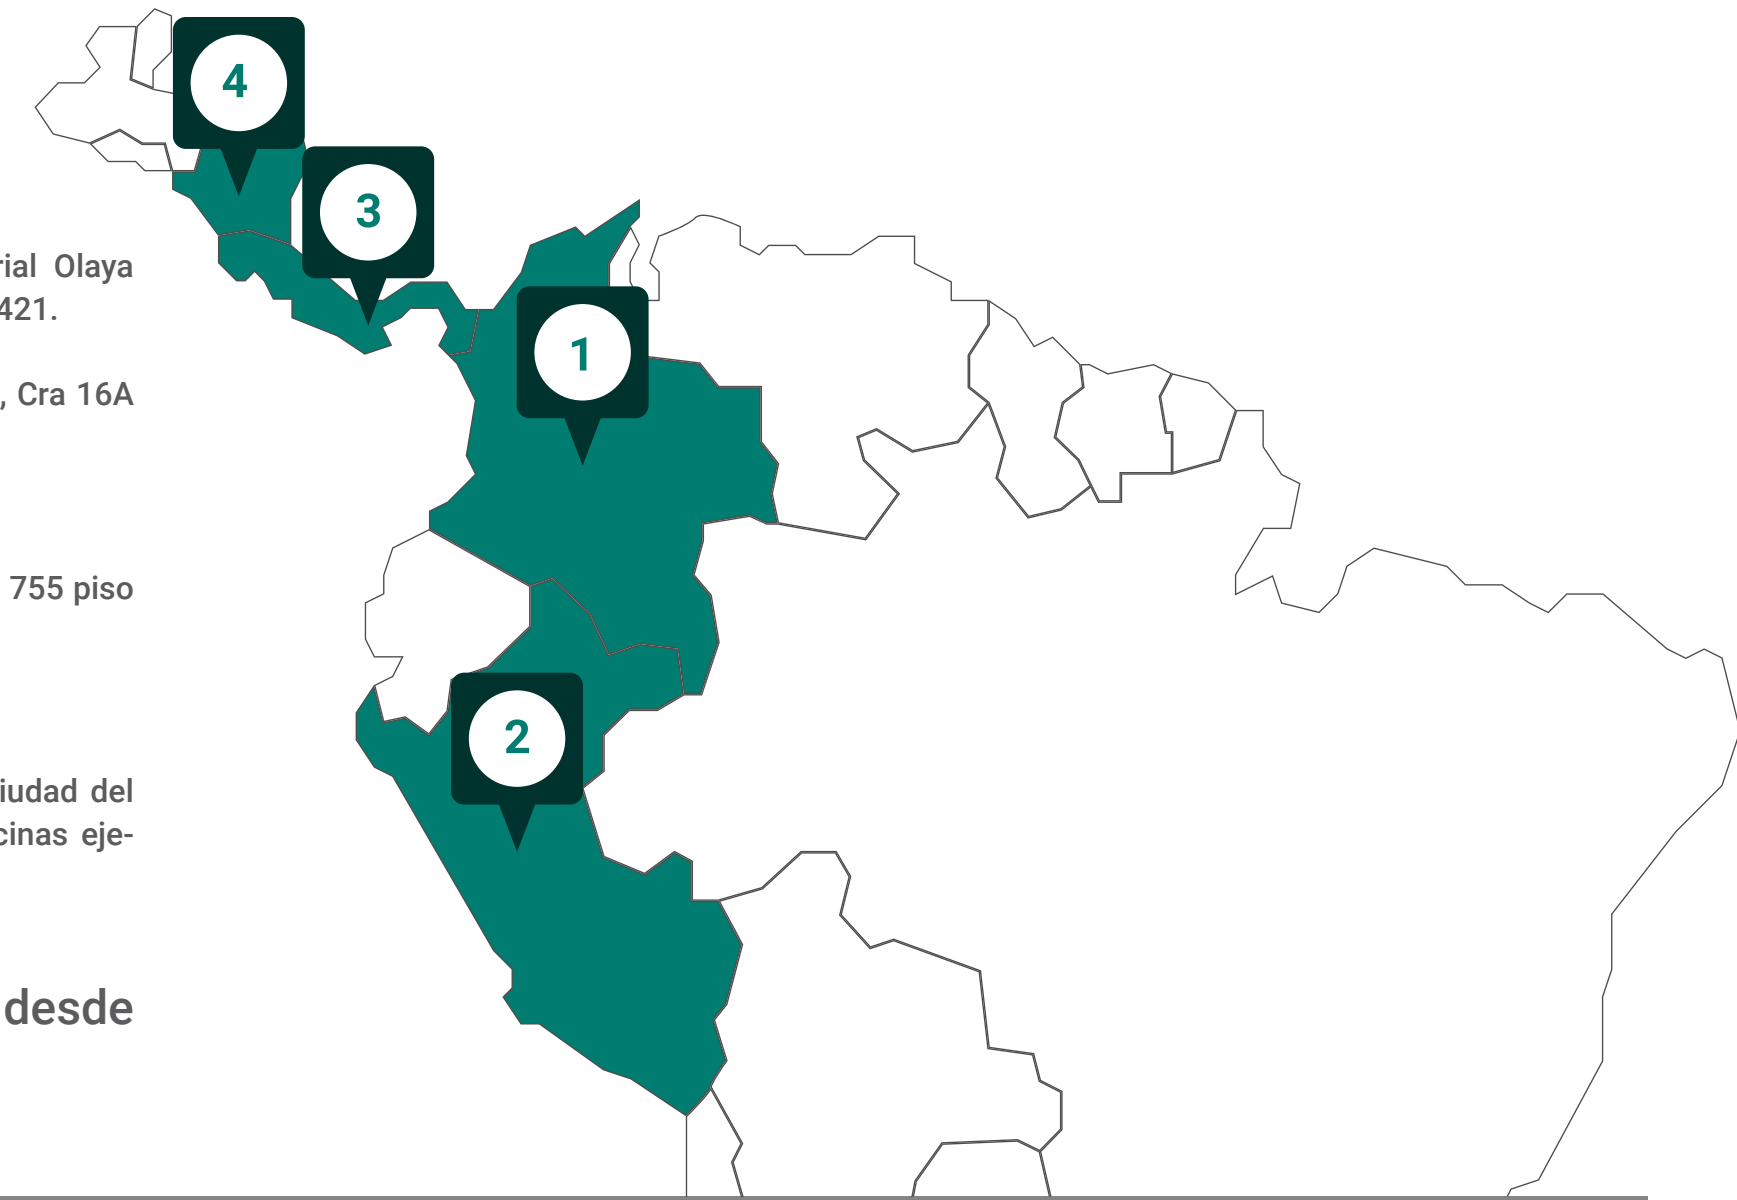 4
3
rial Olaya
421.
1
, Cra 16A
755 piso
2
iudad del
cinas eje-
desde